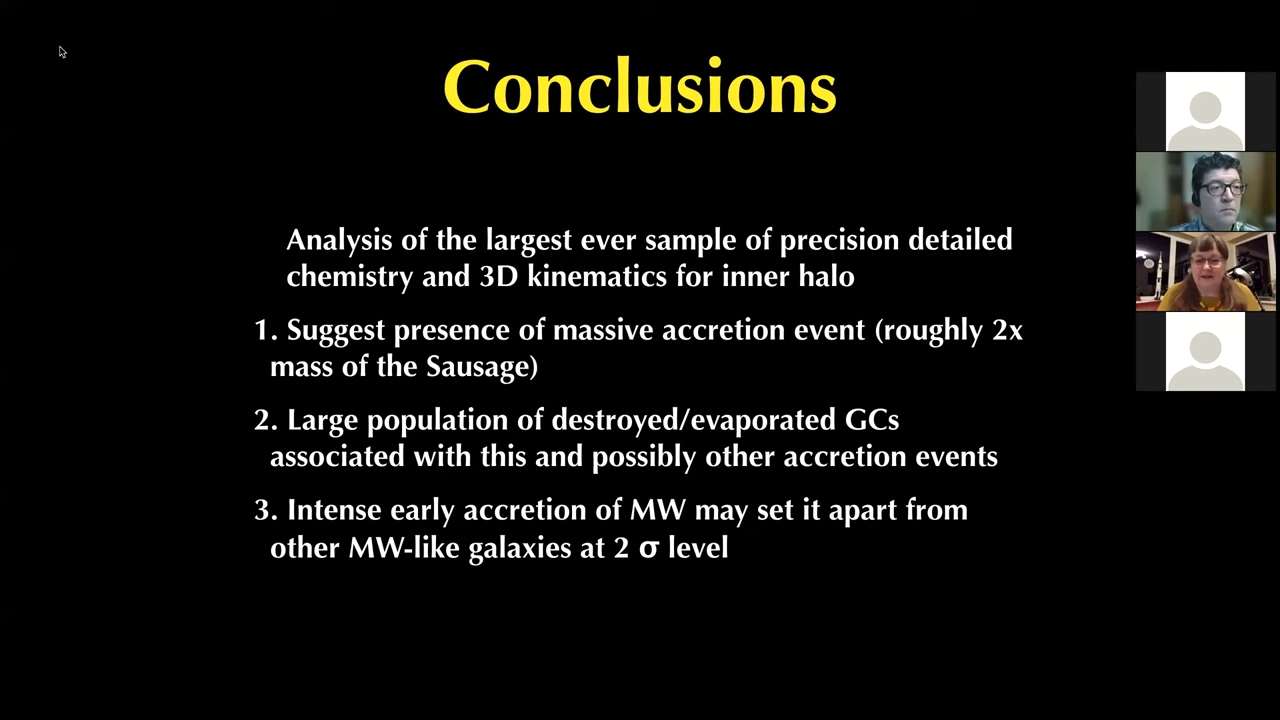 Conclusions
Analysis of the largest ever sample of precision detailed
chemistry and 3D kinematics for inner halo
1. Suggest presence of massive accretion event (roughly 2x
mass of the Sausage)
2. Large population of destroyed/evaporated GCs
associated with this and possibly other accretion events
3. Intense early accretion of MW may set it apart from
other MW-like galaxies at 2 σ level